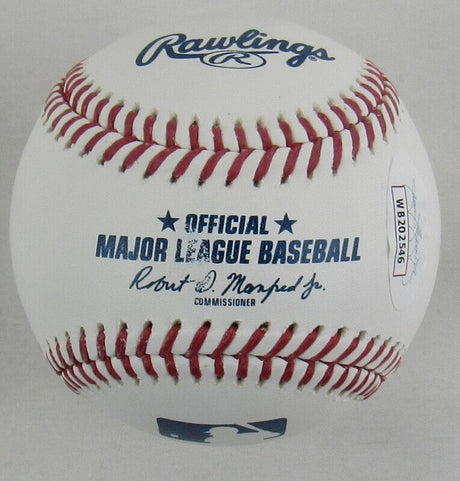 Rawlings
R
★ OFFICIAL ★
MAJOR LEAGUE BASEBALL
Robert D. Manfred Jr.
COMMISSIONER
WB202546